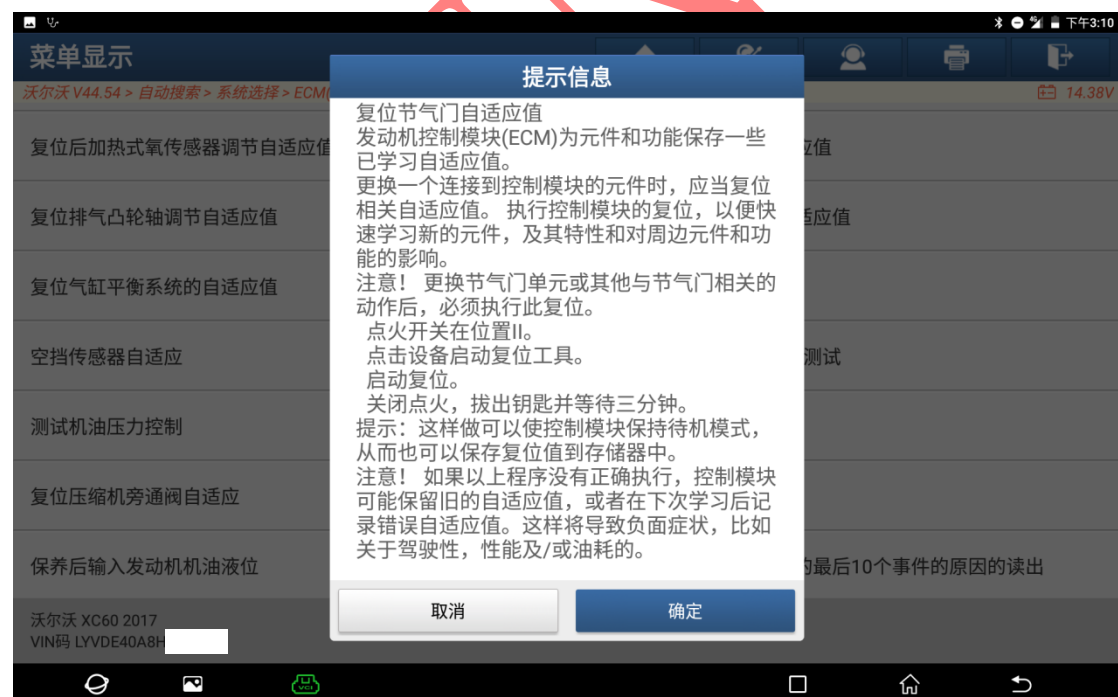 下午3:10
菜单显示
沃尔沃 V44.54 > 自动搜索 > 系统选择 > ECM(
14.38V
复位后加热式氧传感器调节自适应值
复位排气凸轮轴调节自适应值
复位气缸平衡系统的自适应值
空挡传感器自适应
测试
测试机油压力控制
复位压缩机旁通阀自适应
保养后输入发动机机油液位
的最后10个事件的原因的读出
提示信息
复位节气门自适应值
发动机控制模块(ECM)为元件和功能保存一些
已学习自适应值。
更换一个连接到控制模块的元件时，应当复位
相关自适应值。 执行控制模块的复位，以便快
速学习新的元件，及其特性和对周边元件和功
能的影响。
注意！ 更换节气门单元或其他与节气门相关的
动作后，必须执行此复位。
点火开关在位置II。
点击设备启动复位工具。
启动复位。
关闭点火，拔出钥匙并等待三分钟。
提示：这样做可以使控制模块保持待机模式，
从而也可以保存复位值到存储器中。
注意！ 如果以上程序没有正确执行，控制模块
可能保留旧的自适应值，或者在下次学习后记
录错误自适应值。这样将导致负面症状，比如
关于驾驶性，性能及/或油耗的。
取消
确定
沃尔沃 XC60 2017
VIN码 LYVDE40A8H
VCI